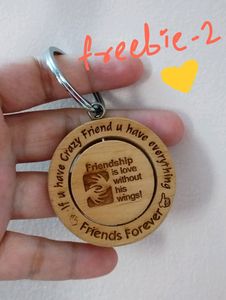 freebie-2
If u have Crazy Friend u have everything
Friendship
is love
without
his
wings!
Friends Forever